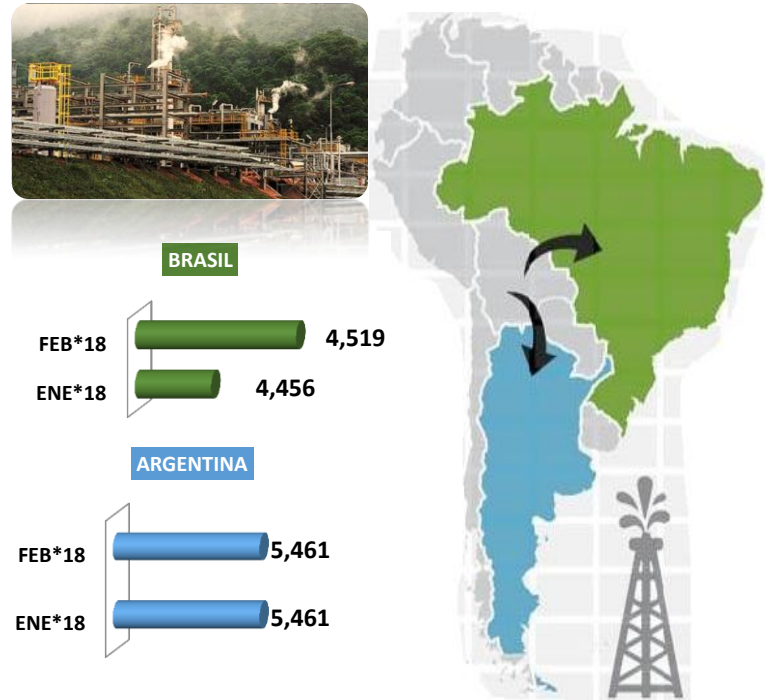 BRASIL
FEB*18 4,519
ENE*18 4,456
ARGENTINA
FEB*18 5,461
ENE*18 5,461